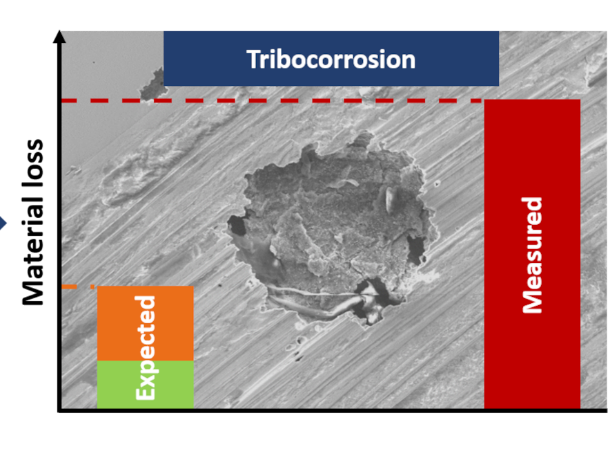 Tribocorrosion
Material loss
Expected
Measured